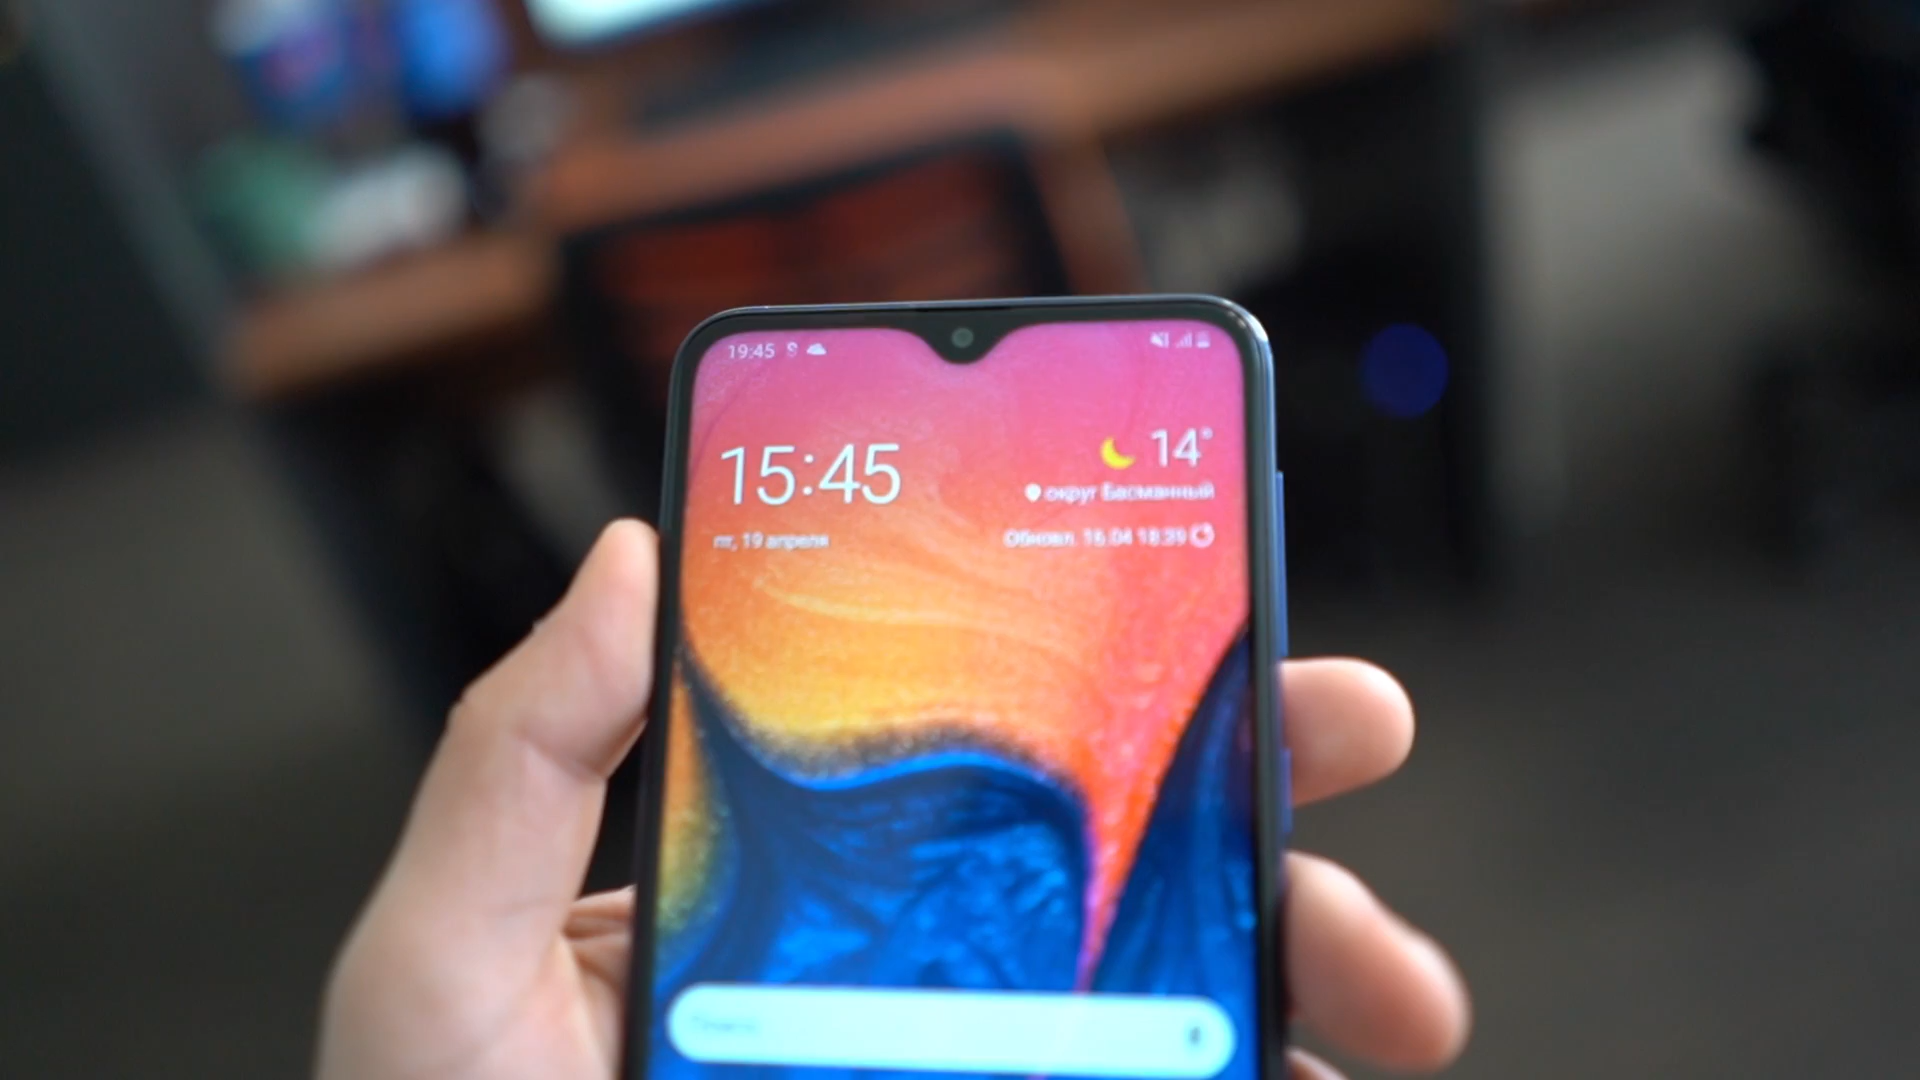 19:45
15:45
14°
округ Басманный
пт, 19 апреля
Обновл. 16.04 18:39